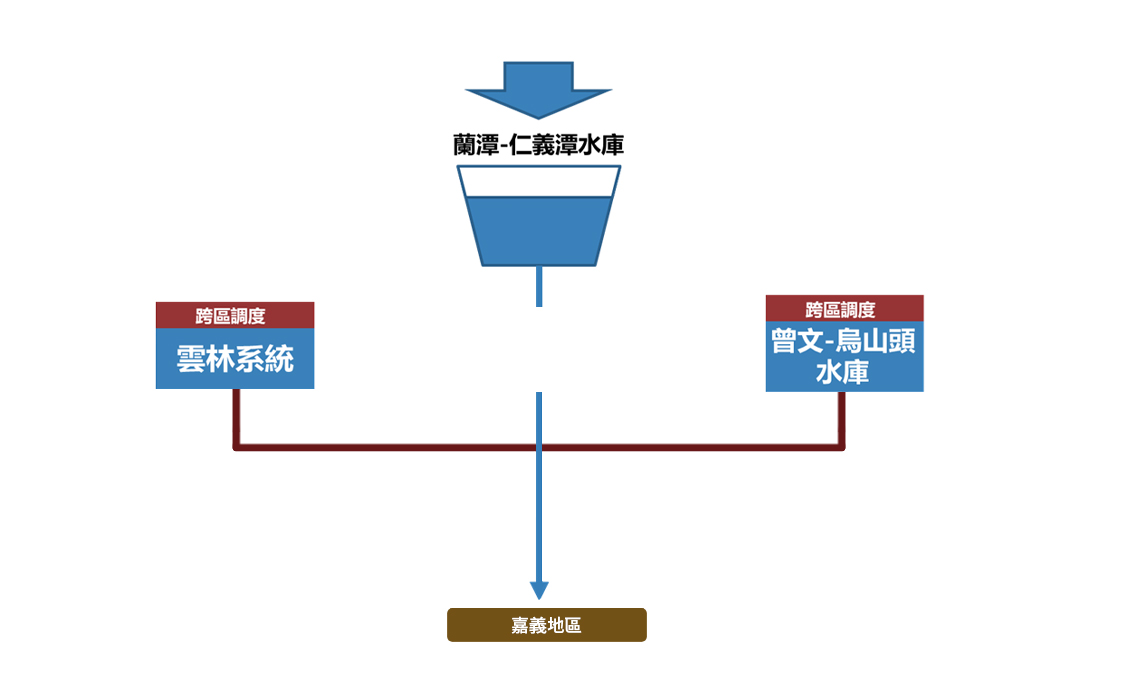 蘭潭-仁義潭水庫
跨區調度
雲林系統
跨區調度
曾文-烏山頭
水庫
嘉義地區